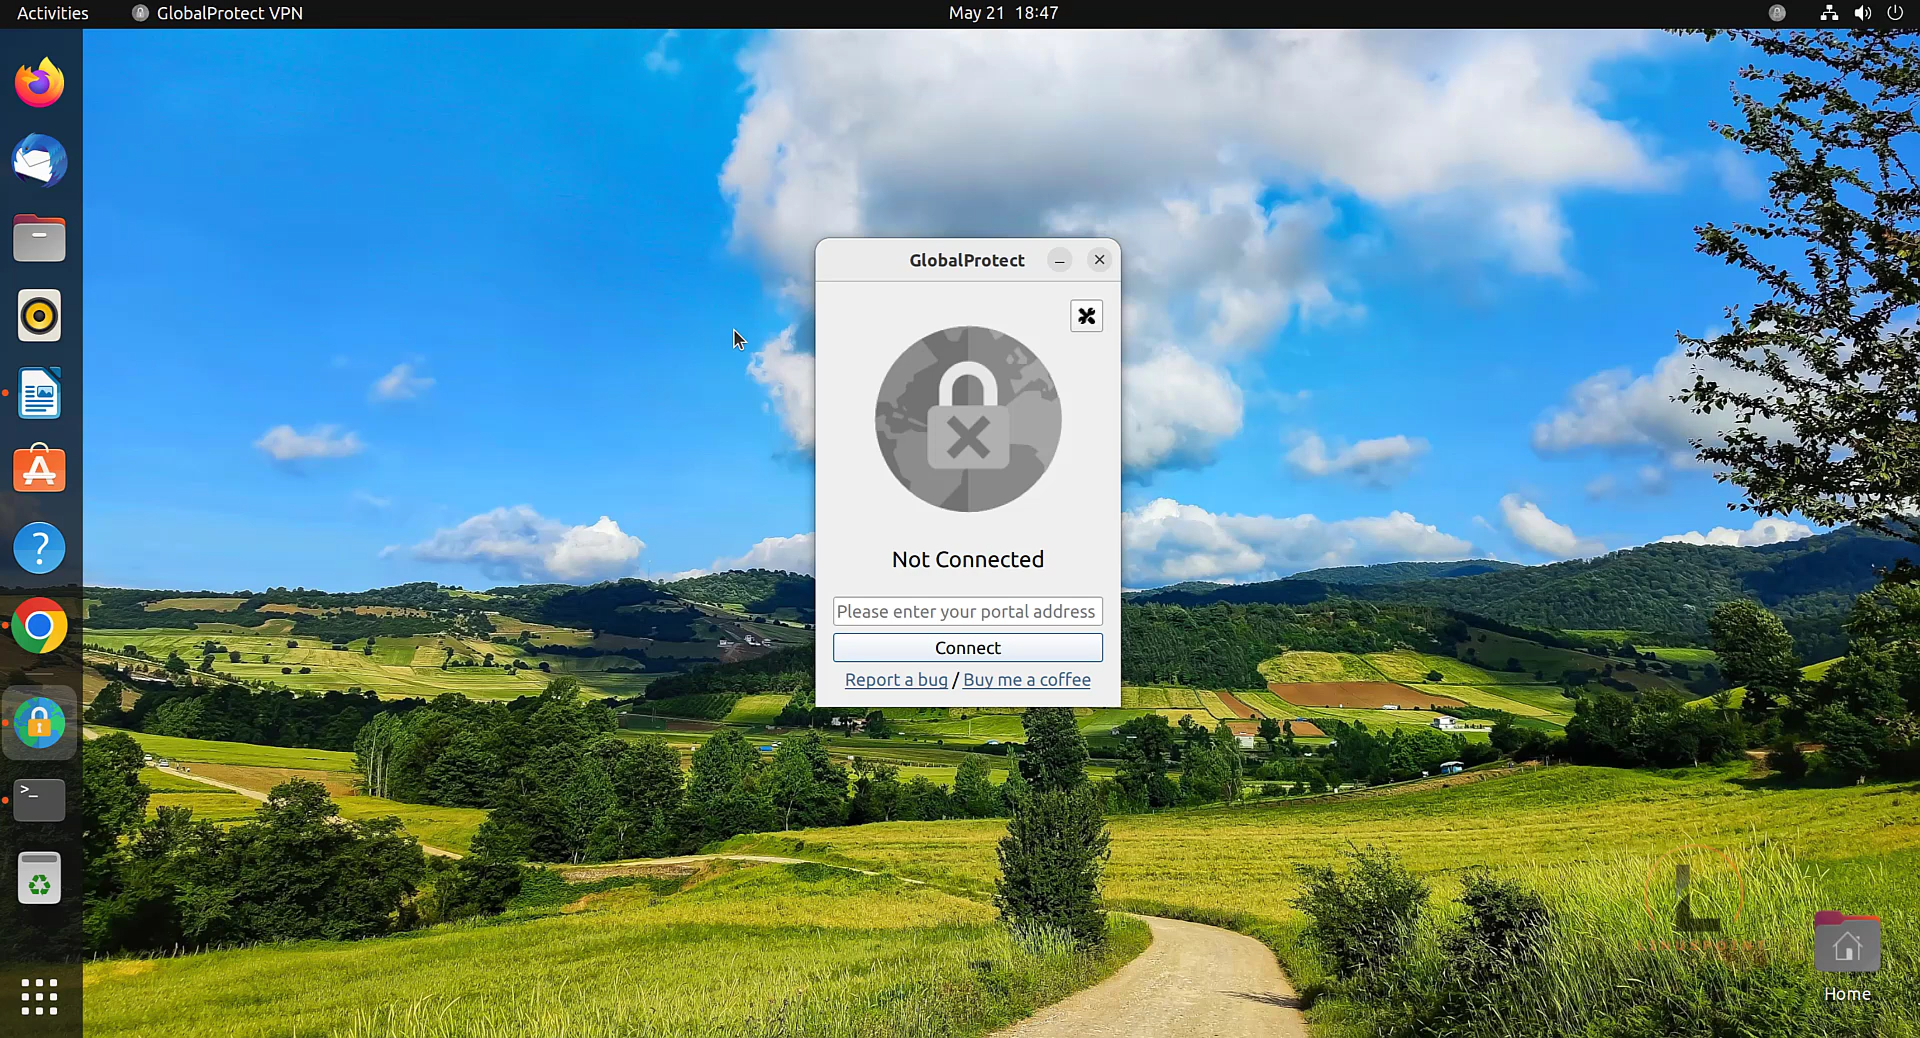 Activities
GlobalProtect VPN
May 21 18:47
GlobalProtect
Not Connected
Please enter your portal address
Connect
Report a bug / Buy me a coffee
Home